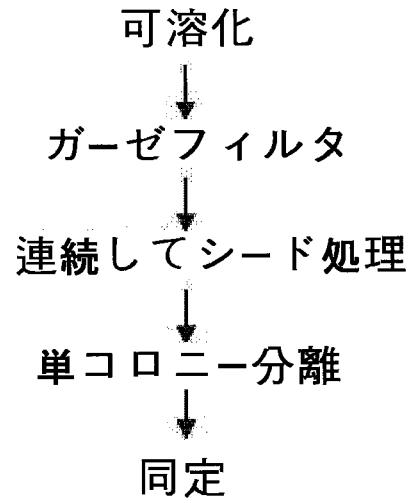 可溶化
ガーゼフィルタ
連続してシード処理
単コロニー分離
同定